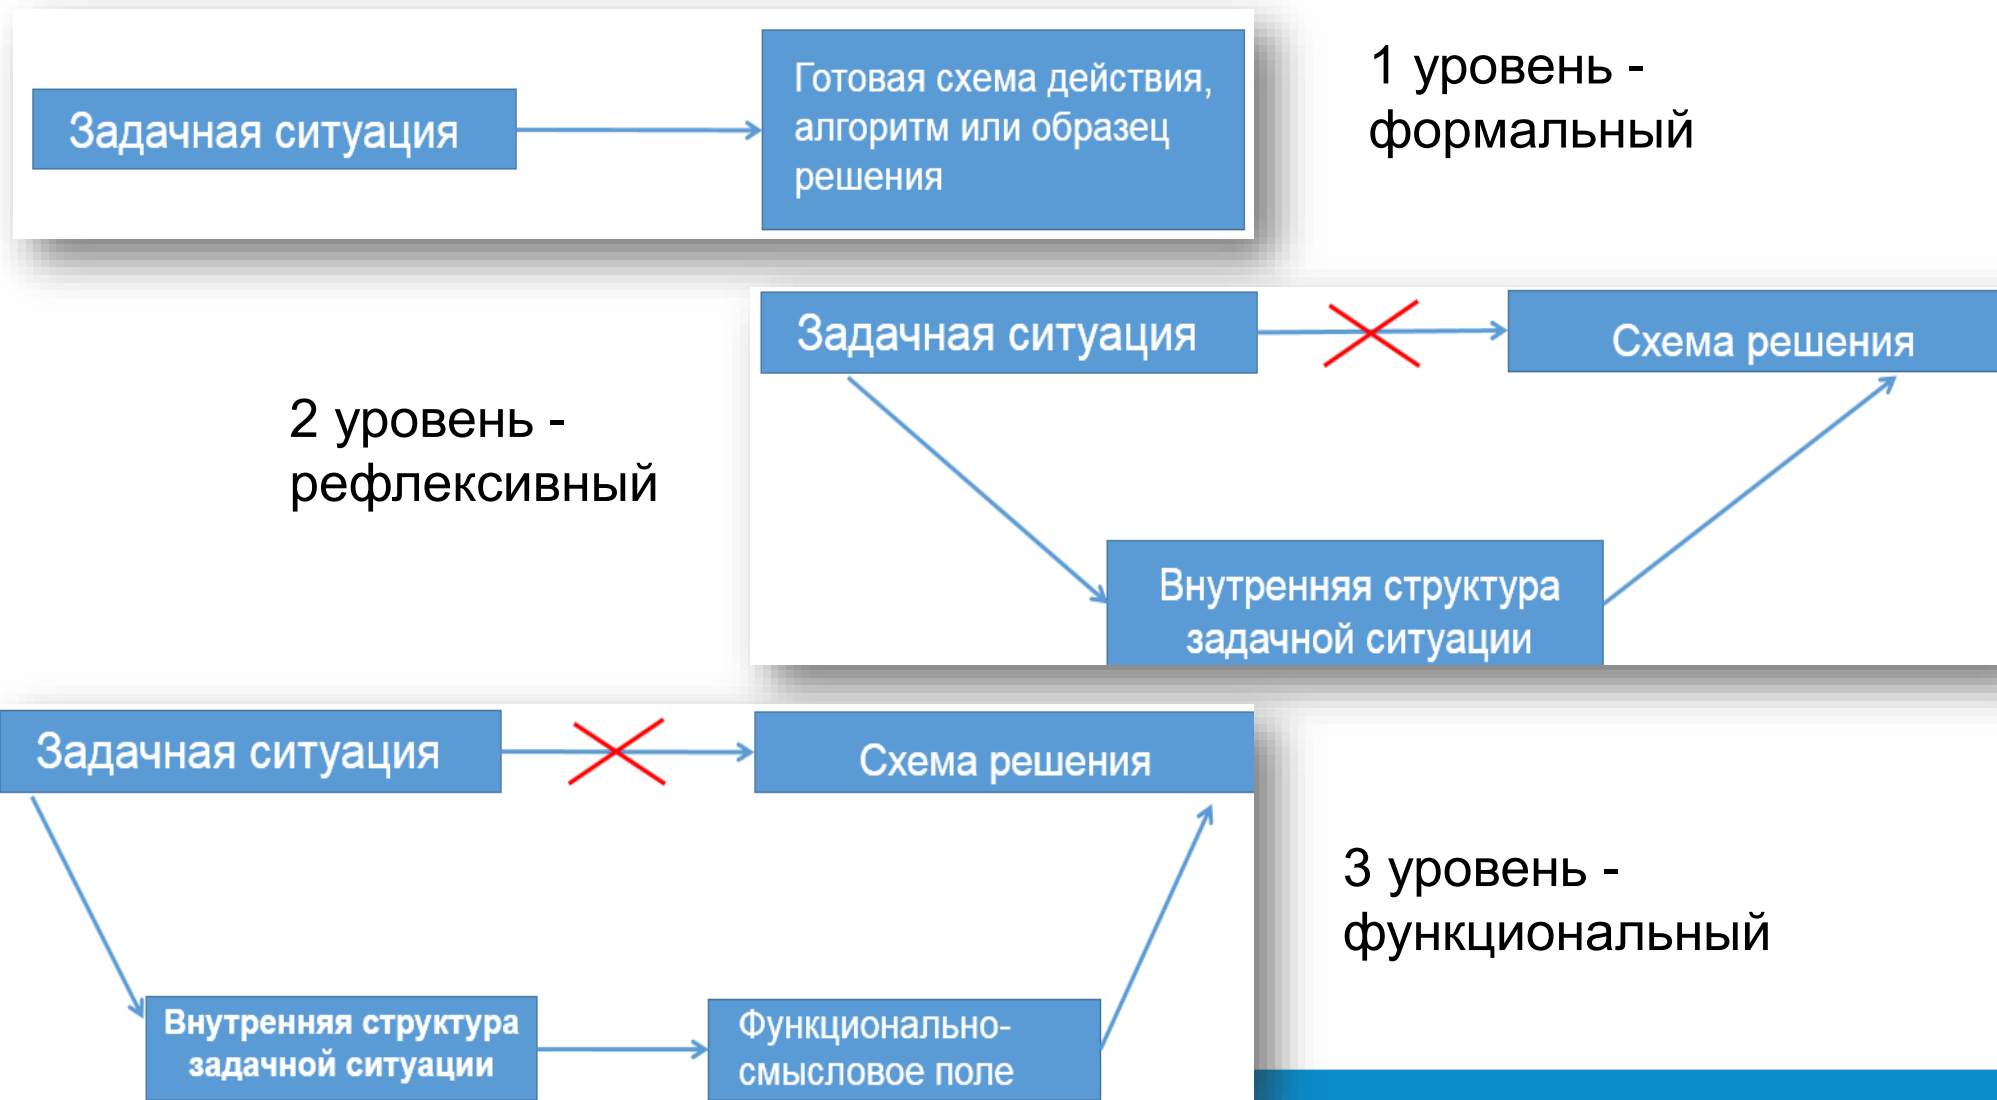 Задачная ситуация
Готовая схема действия,
алгоритм или образец
решения
1 уровень -
формальный
Задачная ситуация
Схема решения
2 уровень -
рефлексивный
Внутренняя структура
задачной ситуации
Задачная ситуация
Схема решения
3 уровень -
функциональный
Внутренняя структура
задачной ситуации
Функционально-
смысловое поле